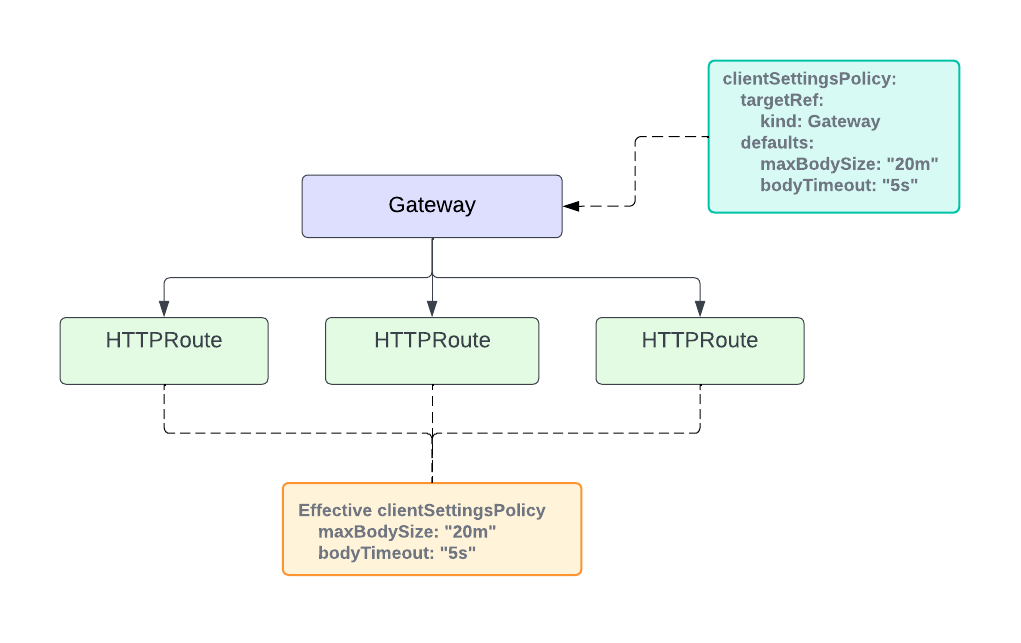 clientSettingsPolicy:
targetRef:
kind: Gateway
defaults:
maxBodySize: "20m"
bodyTimeout: "5s"
Gateway
HTTPRoute
HTTPRoute
HTTPRoute
Effective clientSettingsPolicy
maxBodySize: "20m"
bodyTimeout: "5s"